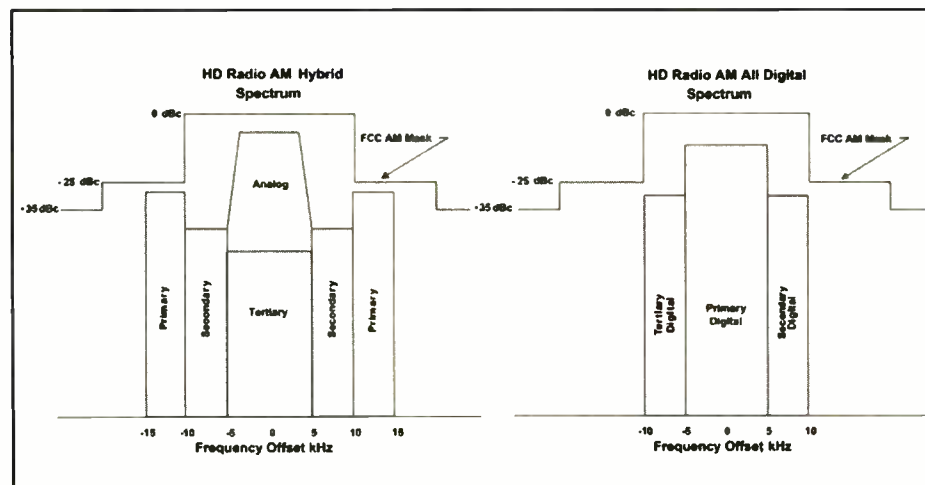 HD Radio AM Hybrid
Spectrum
0 dBc
FCC AM Mask
-25 dBc
-35 dBc
Analog
Primary
Secondary
Tertiary
Secondary
Primary
-15
-10
-5
0
5
10
15
Frequency Offset kHz
HD Radio AM All Digital
Spectrum
0 dBc
FCC AM Mask
-25 dBc
-35 dBc
Tertiary
Digital
Primary
Digital
Secondary
Digital
-10
-5
0
5
10
Frequency Offset kHz